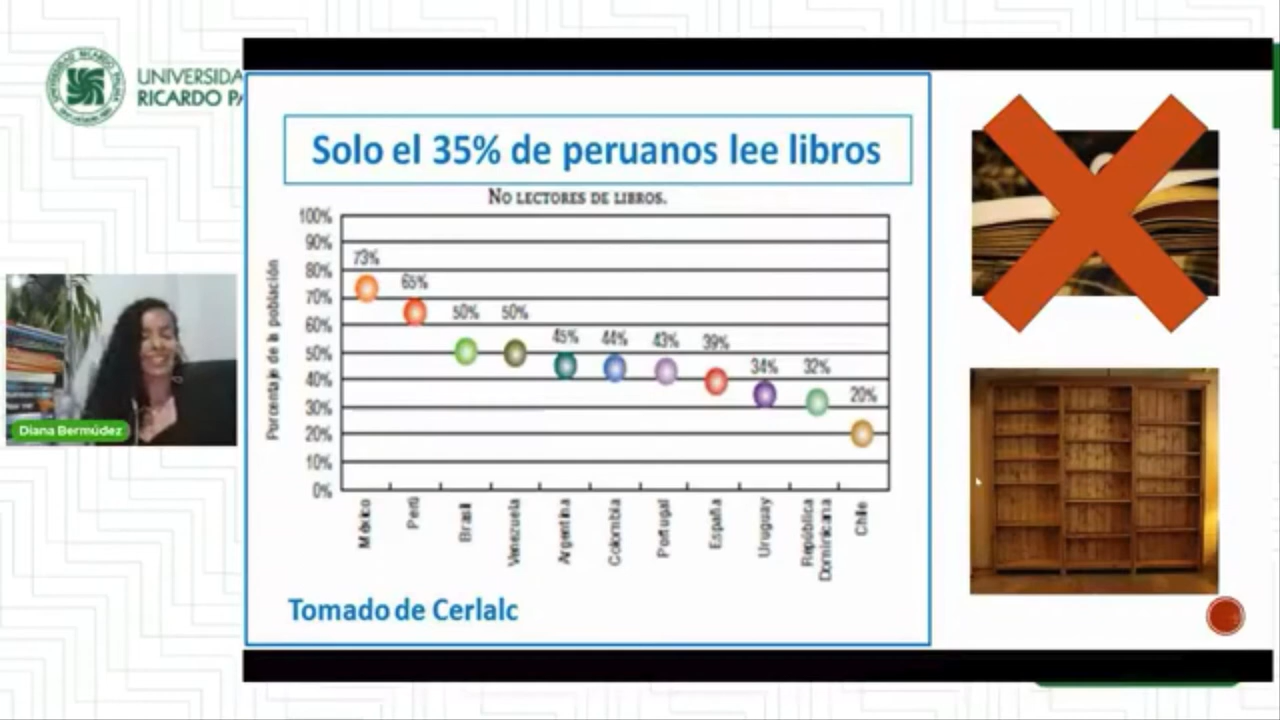 UNIVERSIDA
RICARDO PA
Solo el 35% de peruanos lee libros
NO LECTORES DE LIBROS.
Porcentaje de la población
100%
90%
80%
70%
60%
50%
40%
30%
20%
10%
0%
73%
65%
50%
50%
45%
44%
43%
39%
34%
32%
20%
México
Perú
Brasil
Venezuela
Argentina
Colombia
Portugal
España
Uruguay
República
Dominicana
Chile
Tomado de Cerlalc
Diana Bermúdez